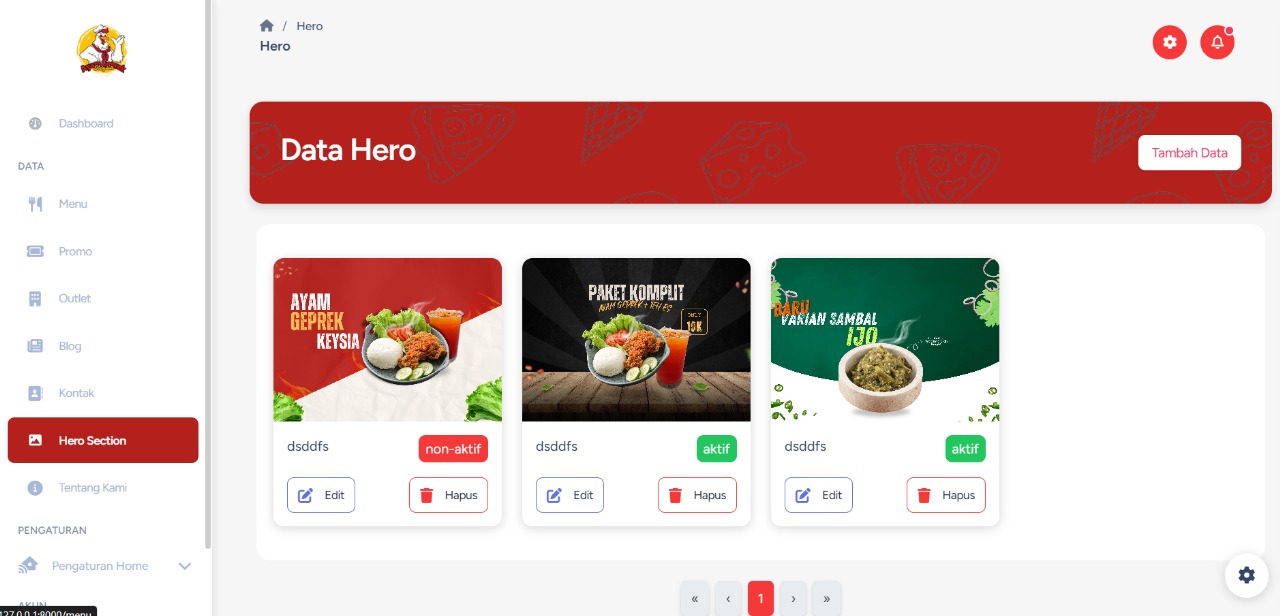 / Hero
Hero
Dashboard
DATA
Menu
Promo
Outlet
Blog
Kontak
Hero Section
Tentang Kami
PENGATURAN
Pengaturan Home
AKUN
127.0.0.1:8000/menu
Data Hero
Tambah Data
AYAM
GEPREK
KEYSIA
dsddfs
non-aktif
Edit
Hapus
PAKET KOMPLIT
AYAM GEPREK + TEH ES
ONLY
18K
dsddfs
aktif
Edit
Hapus
BARU
VARIAN SAMBAL
IJO
dsddfs
aktif
Edit
Hapus
« ‹ 1 › »